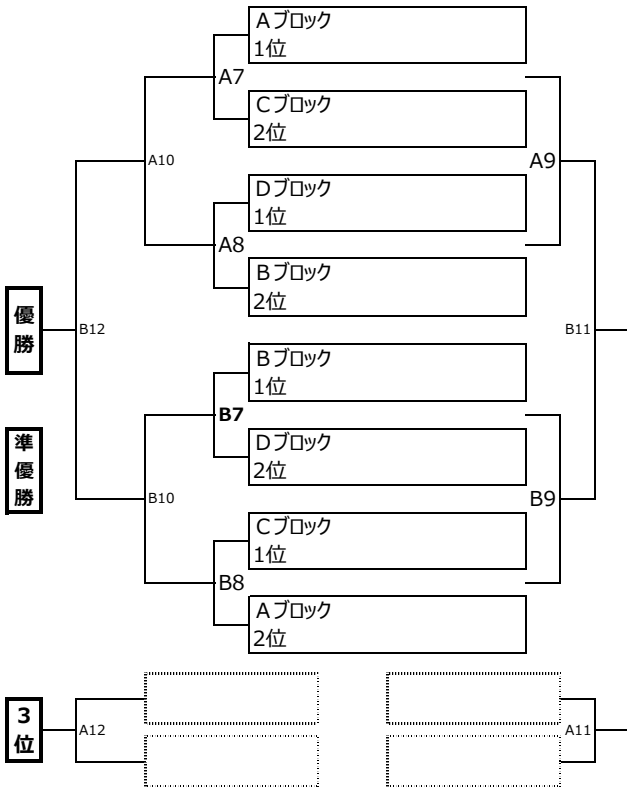 Aブロック
1位
A7
Cブロック
2位
A10
A9
Dブロック
1位
A8
Bブロック
2位
優勝
B12
B11
Bブロック
1位
B7
Dブロック
2位
準優勝
B10
B9
Cブロック
1位
B8
Aブロック
2位
3位
A12
A11